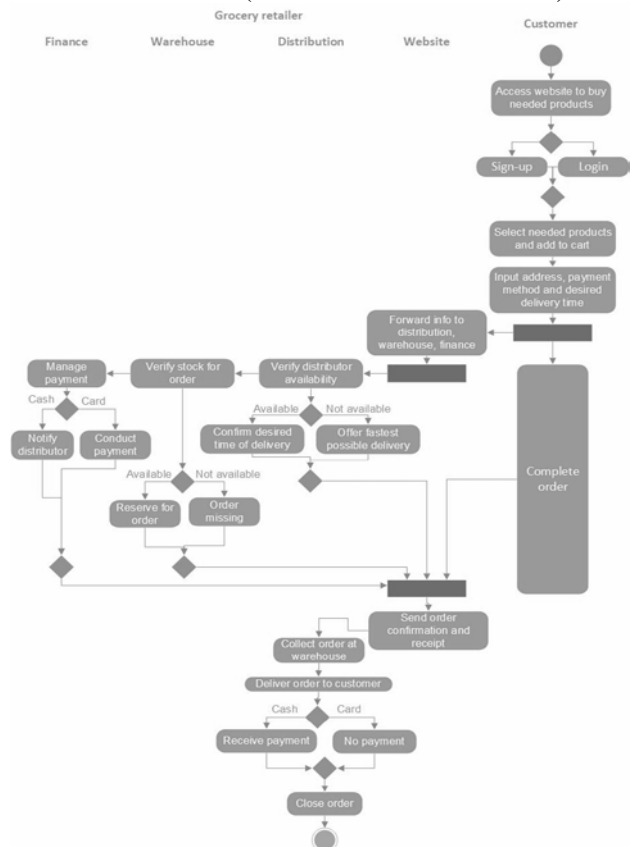 Grocery retailer
Customer
Finance
Warehouse
Distribution
Website
Access website to buy
needed products
Sign-up
Login
Select needed products
and add to cart
Input address, payment
method and desired
delivery time
Forward info to
distribution,
warehouse, finance
Manage
payment
Verify stock for
order
Verify distributor
availability
Cash
Card
Available
Not available
Notify
distributor
Conduct
payment
Confirm desired
time of delivery
Offer fastest
possible delivery
Complete
order
Available
Not available
Reserve for
order
Order
missing
Send order
confirmation and
receipt
Collect order at
warehouse
Deliver order to customer
Cash
Card
Receive payment
No payment
Close order